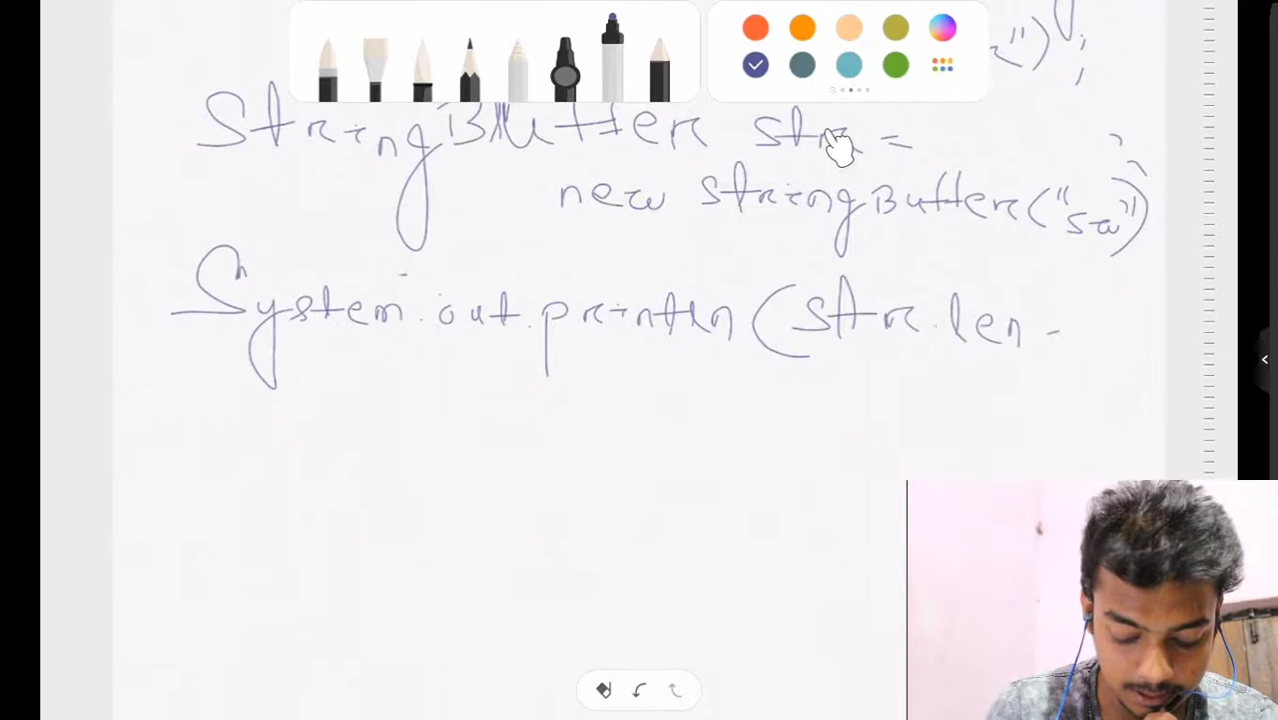 ");
StringBuffer str =
new stringBuffer("sa")
System.out.println(str.len -